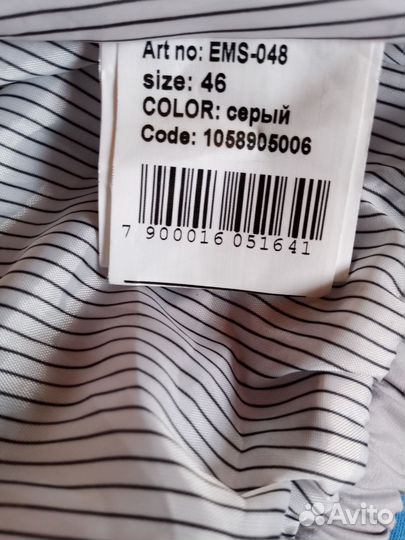 Art no: EMS-048
size: 46
COLOR: серый
Code: 1058905006
7 900016 051641
Avito